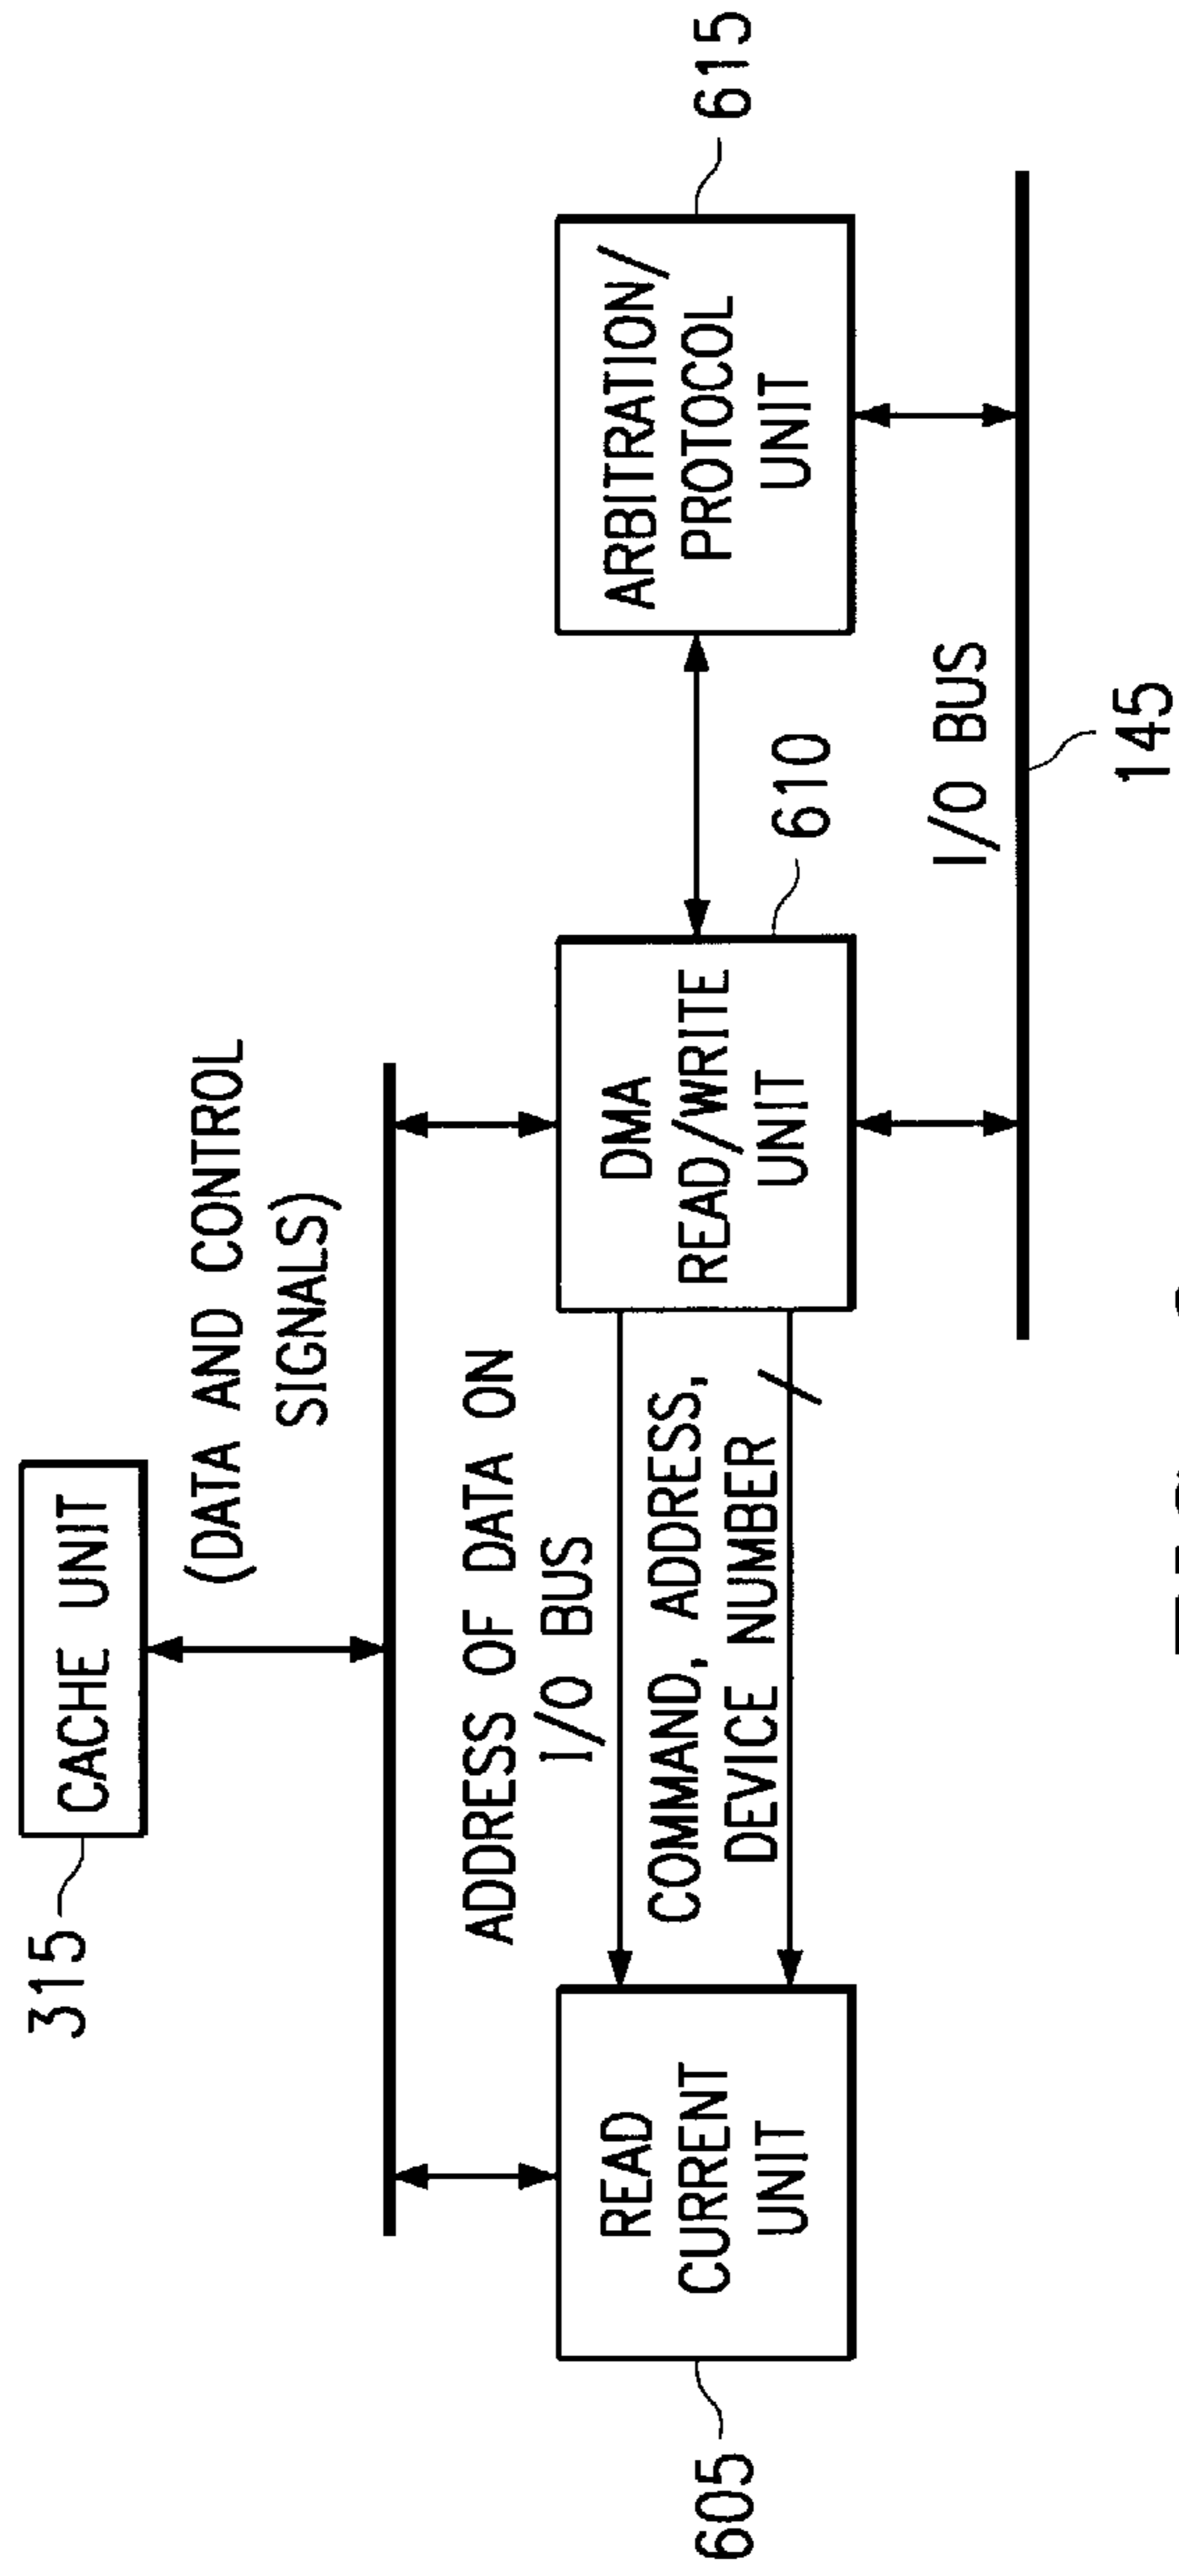 315
CACHE UNIT
(DATA AND CONTROL
SIGNALS)
ADDRESS OF DATA ON
I/O BUS
COMMAND, ADDRESS,
DEVICE NUMBER
605
READ
CURRENT
UNIT
DMA
READ/WRITE
UNIT
610
ARBITRATION/
PROTOCOL
UNIT
615
I/O BUS
145